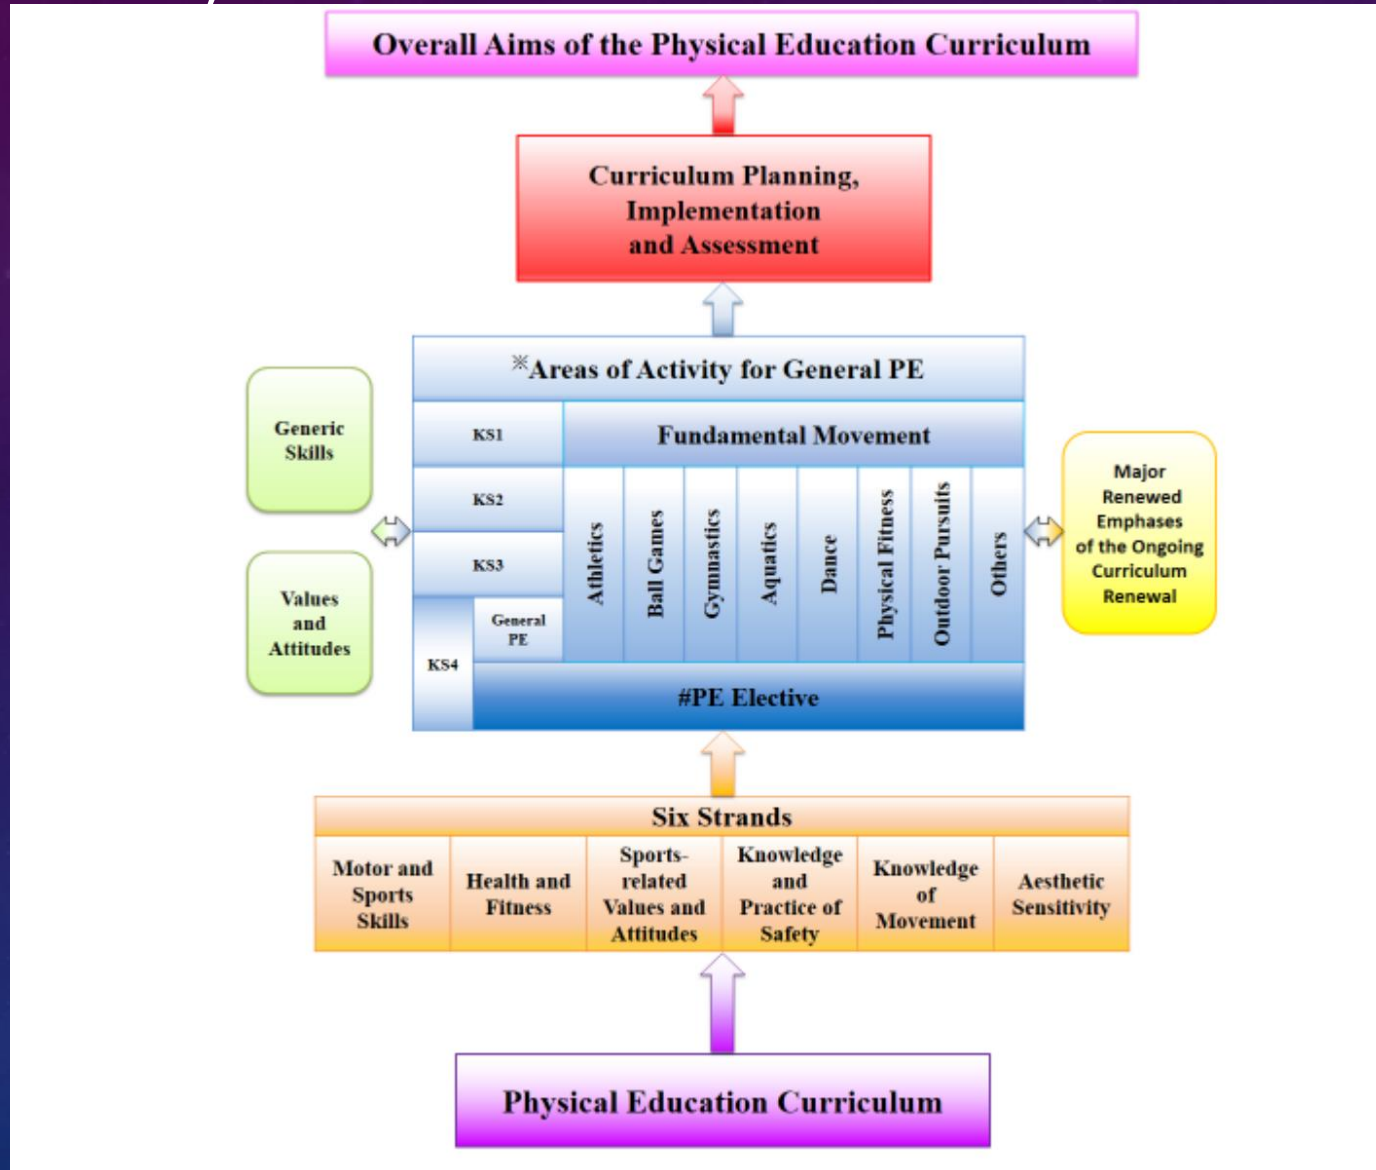 Overall Aims of the Physical Education Curriculum
Curriculum Planning,
Implementation
and Assessment
※Areas of Activity for General PE
Generic
Skills
Values
and
Attitudes
KS1
Fundamental Movement
KS2
KS3
KS4
General
PE
Athletics
Ball Games
Gymnastics
Aquatics
Dance
Physical Fitness
Outdoor Pursuits
Others
#PE Elective
Major
Renewed
Emphases
of the Ongoing
Curriculum
Renewal
Six Strands
Motor and
Sports
Skills
Health and
Fitness
Sports-
related
Values and
Attitudes
Knowledge
and
Practice of
Safety
Knowledge
of
Movement
Aesthetic
Sensitivity
Physical Education Curriculum